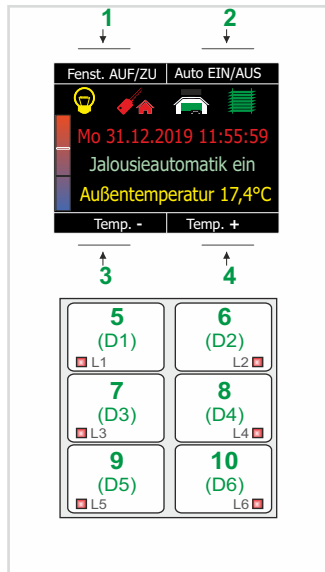 1 2
Fenst. AUF/ZU Auto EIN/AUS
Mo 31.12.2019 11:55:59
Jalousieautomatik ein
Außentemperatur 17,4°C
Temp. - Temp. +
3 4
5 6
(D1) (D2)
L1 L2
7 8
(D3) (D4)
L3 L4
9 10
(D5) (D6)
L5 L6